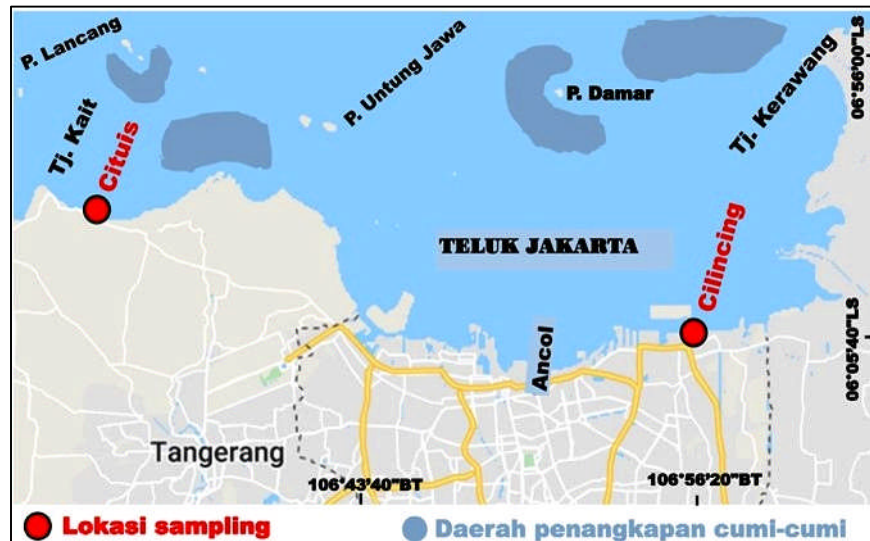 P. Lancang
P. Untung Jawa
P. Damar
Tj. Kerawang
06°56'00"LS
Tj. Kait
Cituis
TELUK JAKARTA
Cilincing
Ancol
06°05'40"LS
Tangerang
106°43'40"BT
106°56'20"BT
Lokasi sampling
Daerah penangkapan cumi-cumi